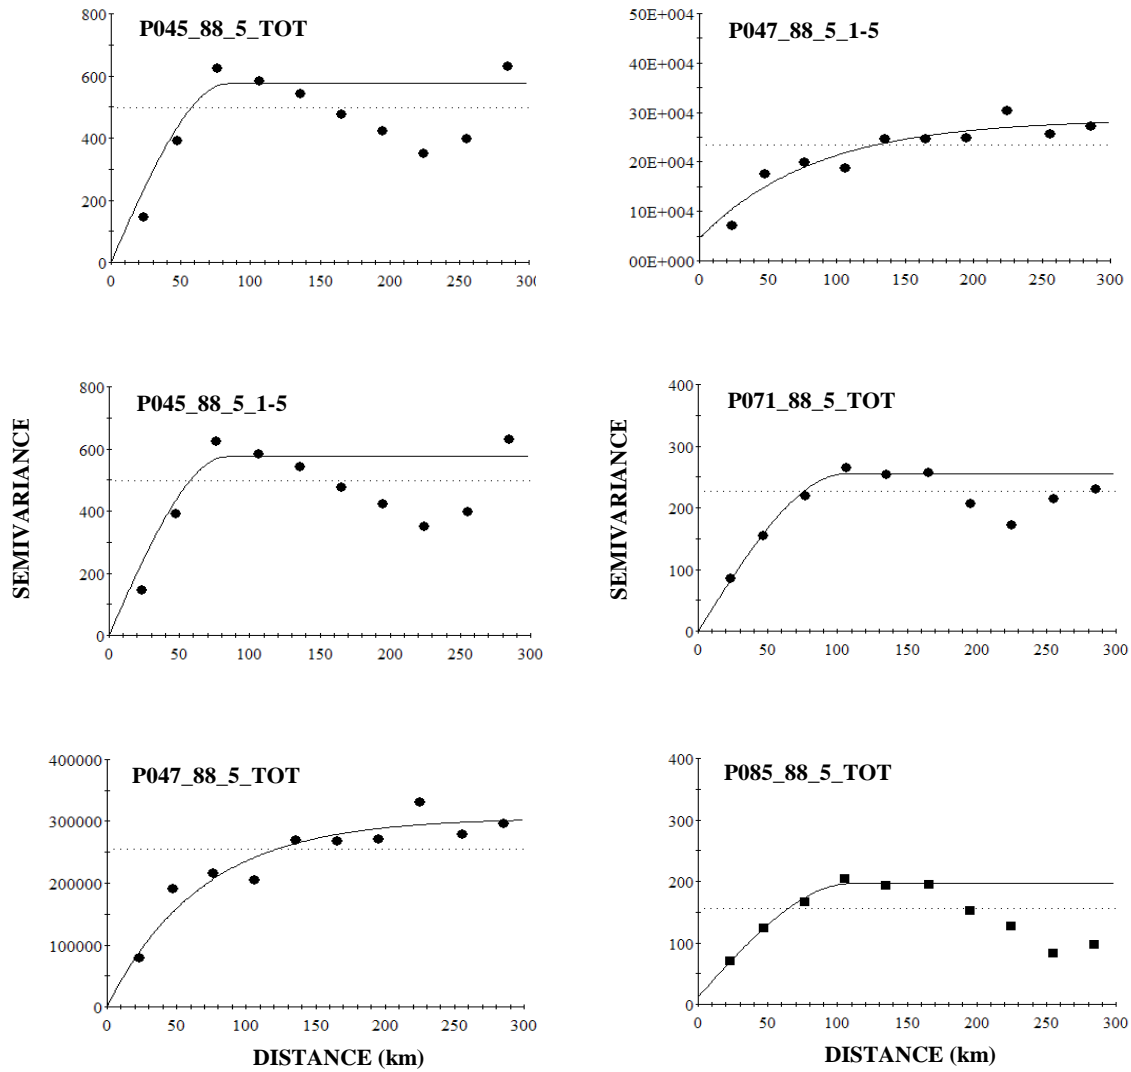 P045_88_5_TOT
800
600
400
200
0
0 50 100 150 200 250 300
P047_88_5_1-5
50E+004
40E+004
30E+004
20E+004
10E+004
00E+000
0 50 100 150 200 250 300
SEMIVARIANCE
P045_88_5_1-5
800
600
400
200
0
0 50 100 150 200 250 300
SEMIVARIANCE
P071_88_5_TOT
400
300
200
100
0
0 50 100 150 200 250 300
P047_88_5_TOT
400000
300000
200000
100000
0
0 50 100 150 200 250 300
DISTANCE (km)
P085_88_5_TOT
400
300
200
100
0
0 50 100 150 200 250 300
DISTANCE (km)